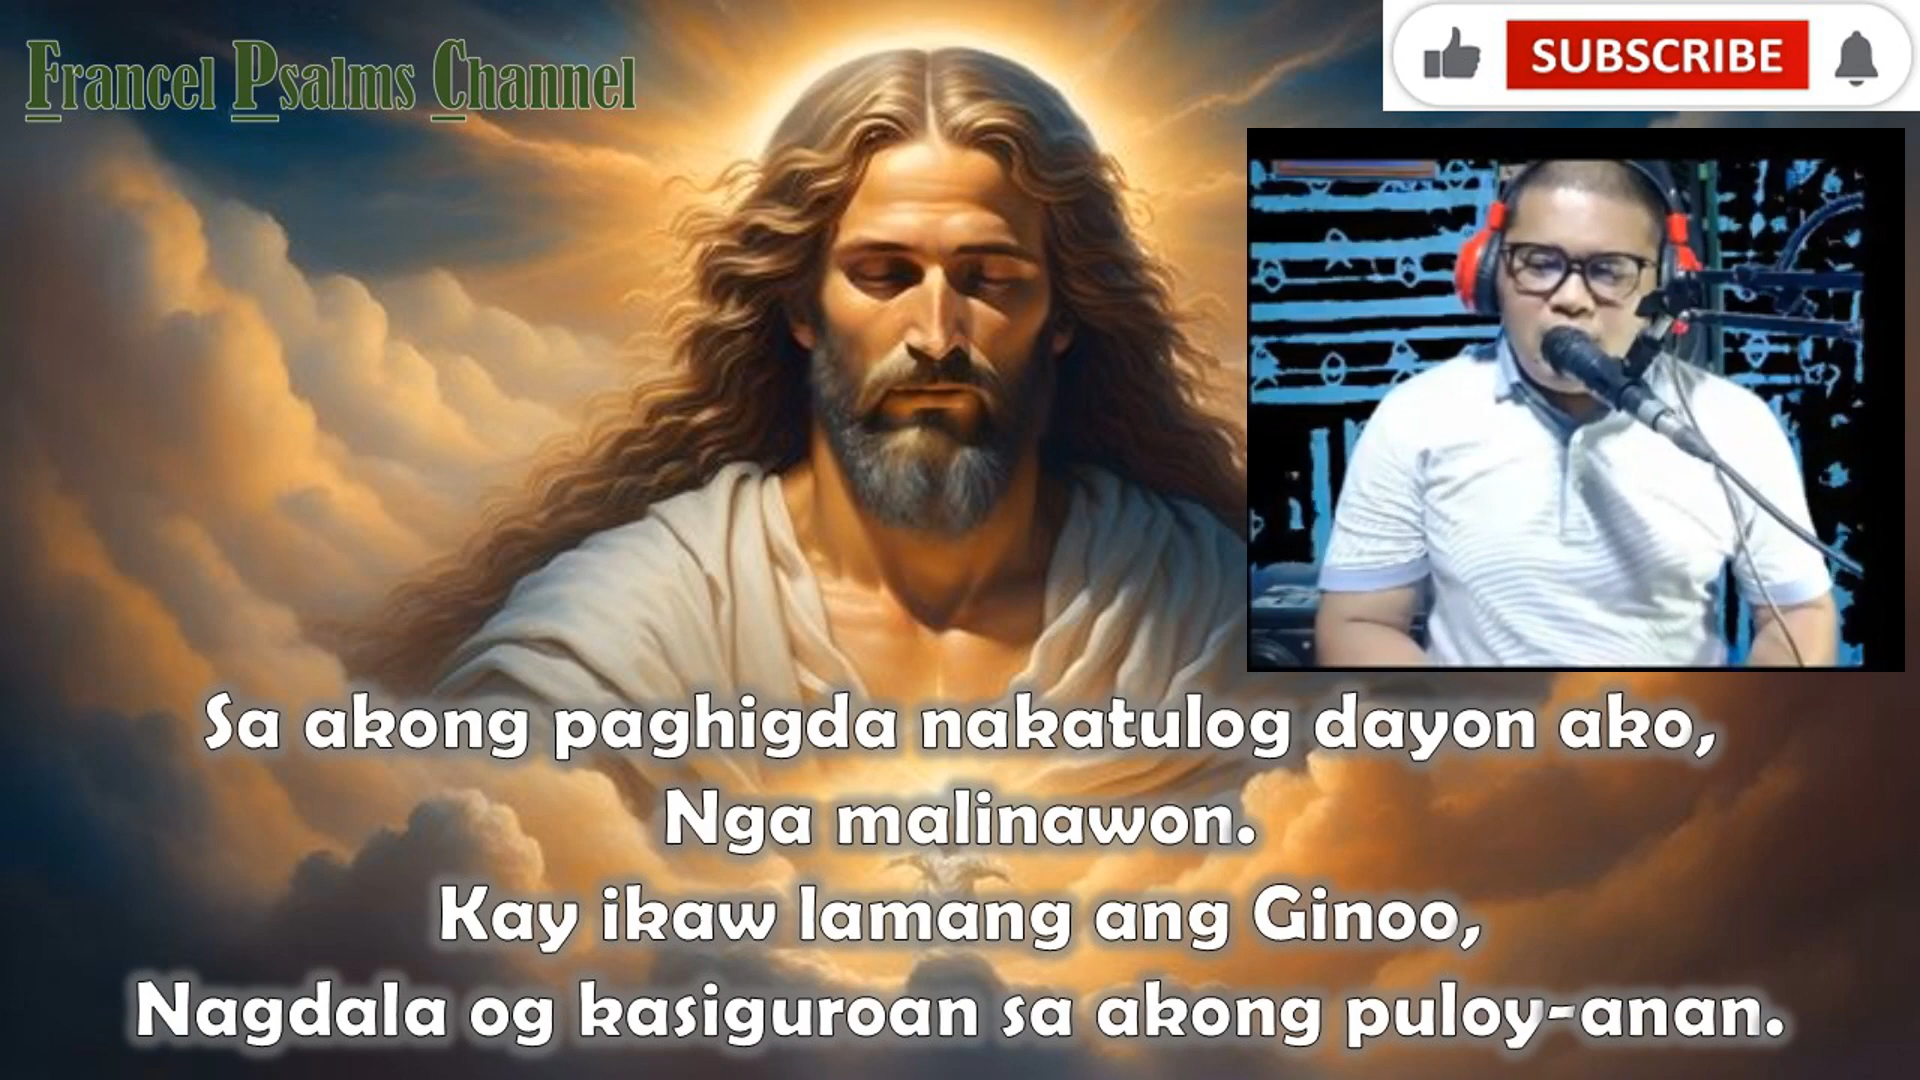 Francel Psalms Channel
SUBSCRIBE
Sa akong paghigda nakatulog dayon ako,
Nga malinawon.
Kay ikaw lamang ang Ginoo,
Nagdala og kasiguroan sa akong puloy-anan.